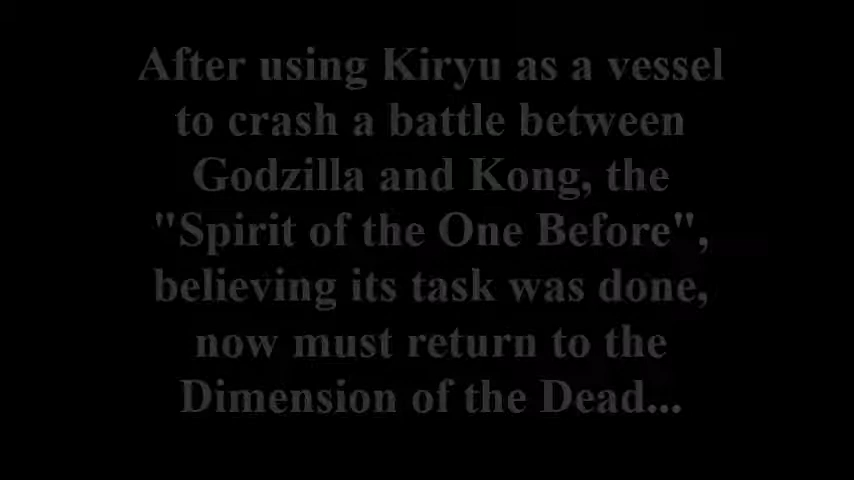 After using Kiryu as a vessel
to crash a battle between
Godzilla and Kong, the
"Spirit of the One Before",
believing its task was done,
now must return to the
Dimension of the Dead...